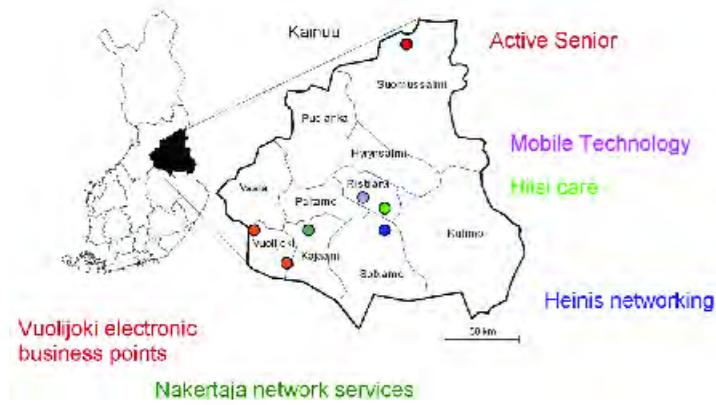 Kainuu
Active Senior
Suomussalmi
Puolanka
Mobile Technology
Hyrynsalmi
Ristijärvi
Hilsi care
Vaala
Paltamo
Kuhmo
Vuolijoki
Kajaani
Sotkamo
Heinis networking
Vuolijoki electronic
business points
50 km
Nakertaja network services